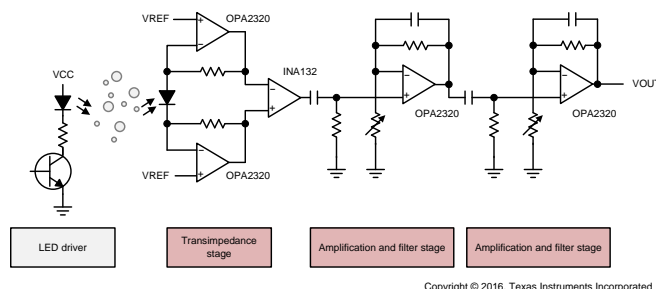 VREF
OPA2320
VCC
INA132
VOUT
OPA2320
OPA2320
VREF
OPA2320
LED driver
Transimpedance
stage
Amplification and filter stage
Amplification and filter stage
Copyright © 2016, Texas Instruments Incorporated